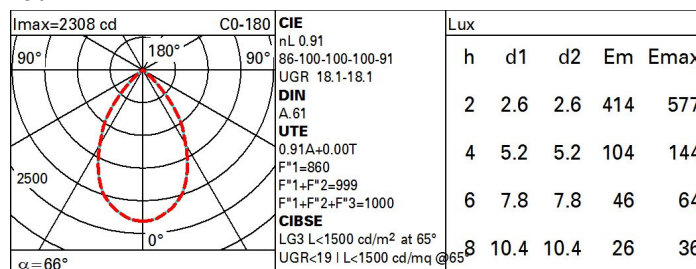 Imax=2308 cd C0-180
90° 180° 90°
2500
0°
α=66°
CIE
nL 0.91
86-100-100-100-91
UGR 18.1-18.1
DIN
A.61
UTE
0.91A+0.00T
F"1=860
F"1+F"2=999
F"1+F"2+F"3=1000
CIBSE
LG3 L<1500 cd/m² at 65°
UGR<19 | L<1500 cd/mq @65°
Lux
h d1 d2 Em Emax
2 2.6 2.6 414 577
4 5.2 5.2 104 144
6 7.8 7.8 46 64
8 10.4 10.4 26 36